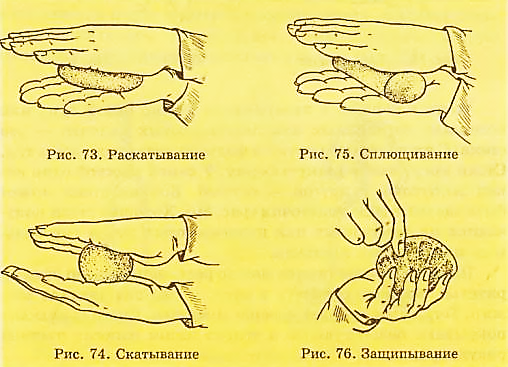 Рис. 73. Раскатывание
Рис. 75. Сплющивание
Рис. 74. Скатывание
Рис. 76. Защипывание